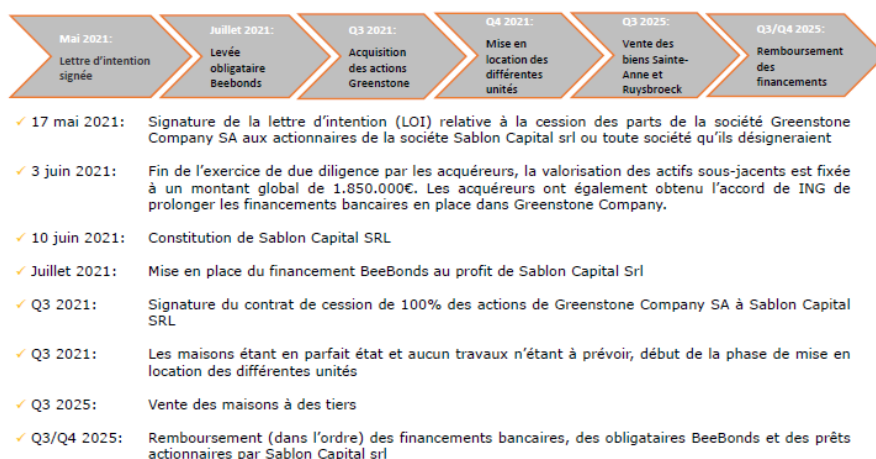 Mai 2021:
Lettre d'intention
signée
Juillet 2021:
Levée
obligataire
Beebonds
Q3 2021:
Acquisition
des actions
Greenstone
Q4 2021:
Mise en
location des
différentes
unités
Q3 2025:
Vente des
biens Sainte-
Anne et
Ruysbroeck
Q3/Q4 2025:
Remboursement
des
financements
✓ 17 mai 2021: Signature de la lettre d'intention (LOI) relative à la cession des parts de la société Greenstone
Company SA aux actionnaires de la sociéte Sablon Capital srl ou toute société qu'ils désigneraient
✓ 3 juin 2021: Fin de l'exercice de due diligence par les acquéreurs, la valorisation des actifs sous-jacents est fixée
à un montant global de 1.850.000€. Les acquéreurs ont également obtenu l'accord de ING de
prolonger les financements bancaires en place dans Greenstone Company.
✓ 10 juin 2021: Constitution de Sablon Capital SRL
✓ Juillet 2021: Mise en place du financement BeeBonds au profit de Sablon Capital Srl
✓ Q3 2021: Signature du contrat de cession de 100% des actions de Greenstone Company SA à Sablon Capital
SRL
✓ Q3 2021: Les maisons étant en parfait état et aucun travaux n'étant à prévoir, début de la phase de mise en
location des différentes unités
✓ Q3 2025: Vente des maisons à des tiers
✓ Q3/Q4 2025: Remboursement (dans l'ordre) des financements bancaires, des obligataires BeeBonds et des prêts
actionnaires par Sablon Capital srl